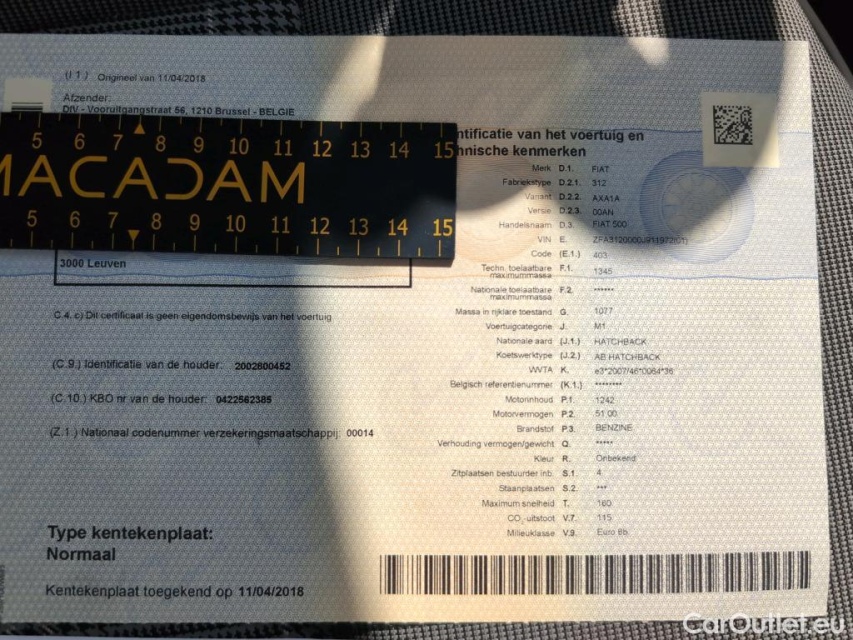 (I 1) Origineel van 11/04/2018
Afzender:
DIV - Vooruitgangstraat 56, 1210 Brussel - BELGIE
5 6 7 8 9 10 11 12 13 14 15
MACADAM
5 6 7 8 9 10 11 12 13 14 15
3000 Leuven
C.4. c) Dit certificaat is geen eigendomsbewijs van het voertuig
(C.9.) Identificatie van de houder: 2002800452
(C.10.) KBO nr van de houder: 0422562385
(Z.1.) Nationaal codenummer verzekeringsmaatschappij: 00014
Type kentekenplaat:
Normaal
Kentekenplaat toegekend op 11/04/2018
ntificatie van het voertuig en
hnische kenmerken
Merk D.1. FIAT
Fabriekstype D.2.1. 312
Variant D.2.2. AXA1A
Versie D.2.3. 00AN
Handelsnaam D.3. FIAT 500
VIN E.
Code (E.1.) 403
Techn. toelaatbare maximummassa F.1. 1345
Nationale toelaatbare maximummassa F.2. ******
Massa in rijklare toestand G. 1077
Voertuigcategorie J. M1
Nationale aard (J.1.) HATCHBACK
Koetswerktype (J.2.) AB HATCHBACK
WVTA K. e3*2007/46*0064*36
Belgisch referentienummer (K.1.) ********
Motorinhoud P.1. 1242
Motorvermogen P.2. 51.00
Brandstof P.3. BENZINE
Verhouding vermogen/gewicht Q. *****
Kleur R. Onbekend
Zitplaatsen bestuurder inb. S.1. 4
Staanplaatsen S.2. ***
Maximum snelheid T. 160
CO2-uitstoot V.7. 115
Milieuklasse V.9. Euro 6b
CarOutlet.eu